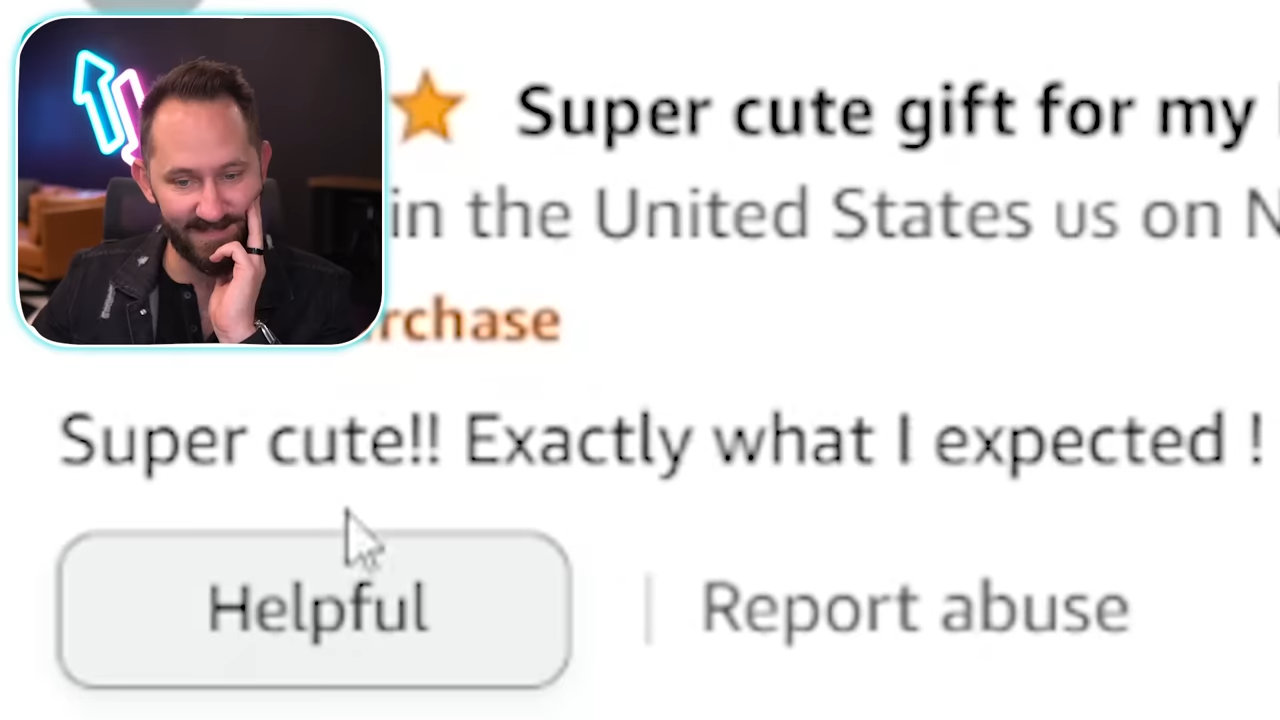 Super cute gift for my
in the United States us on
Super cute!! Exactly what I expected !
Helpful | Report abuse